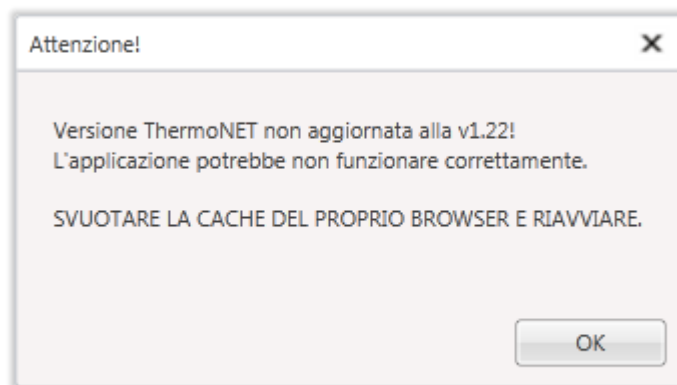 Attenzione!
Versione ThermoNET non aggiornata alla v1.22!
L'applicazione potrebbe non funzionare correttamente.
SVUOTARE LA CACHE DEL PROPRIO BROWSER E RIAVVIARE.
OK